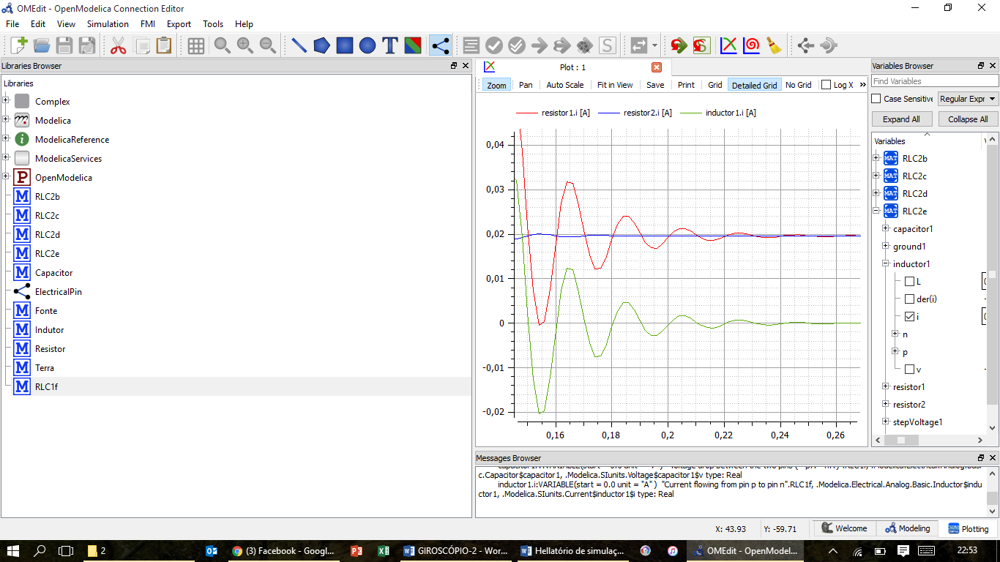 OMEdit - OpenModelica Connection Editor
File Edit View Simulation FMI Export Tools Help
Libraries Browser
Libraries
Complex
Modelica
ModelicaReference
ModelicaServices
OpenModelica
RLC2b
RLC2c
RLC2d
RLC2e
Capacitor
ElectricalPin
Fonte
Indutor
Resistor
Terra
RLC1f
Plot : 1
Zoom Pan Auto Scale Fit in View Save Print Grid Detailed Grid No Grid Log X »
resistor1.i [A] resistor2.i [A] inductor1.i [A]
0,04
0,03
0,02
0,01
0
-0,01
-0,02
0,16 0,18 0,2 0,22 0,24 0,26
Variables Browser
Find Variables
Case Sensitive Regular Expr
Expand All Collapse All
Variables
RLC2b
RLC2c
RLC2d
RLC2e
capacitor1
ground1
inductor1
L
der(i)
i
n
p
v
resistor1
resistor2
stepVoltage1
Messages Browser
c.Capacitor$capacitor1, .Modelica.SIunits.Voltage$capacitor1$v type: Real
inductor1.i:VARIABLE(start = 0.0 unit = "A" ) "Current flowing from pin p to pin n".RLC1f, .Modelica.Electrical.Analog.Basic.Inductor$indu
ctor1, .Modelica.SIunits.Current$inductor1$i type: Real
X: 43.93 Y: -59.71 Welcome Modeling Plotting
2 (3) Facebook - Googl... GIROSCÓPIO-2 - Wor... Hellatório de simulaç... OMEdit - OpenModel... 22:53